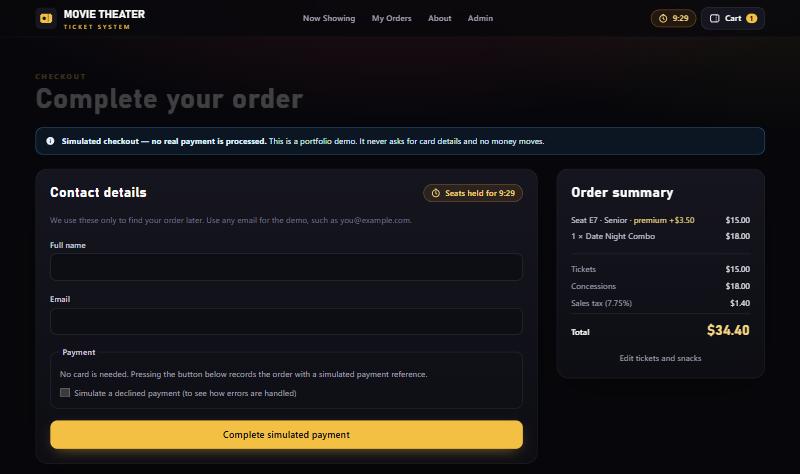 MOVIE THEATER
TICKET SYSTEM
Now Showing
My Orders
About
Admin
9:29
Cart 1
CHECKOUT
Complete your order
Simulated checkout — no real payment is processed. This is a portfolio demo. It never asks for card details and no money moves.
Contact details
Seats held for 9:29
We use these only to find your order later. Use any email for the demo, such as you@example.com.
Full name
Email
Payment
No card is needed. Pressing the button below records the order with a simulated payment reference.
Simulate a declined payment (to see how errors are handled)
Complete simulated payment
Order summary
Seat E7 · Senior · premium +$3.50 $15.00
1 × Date Night Combo $18.00
Tickets $15.00
Concessions $18.00
Sales tax (7.75%) $1.40
Total $34.40
Edit tickets and snacks